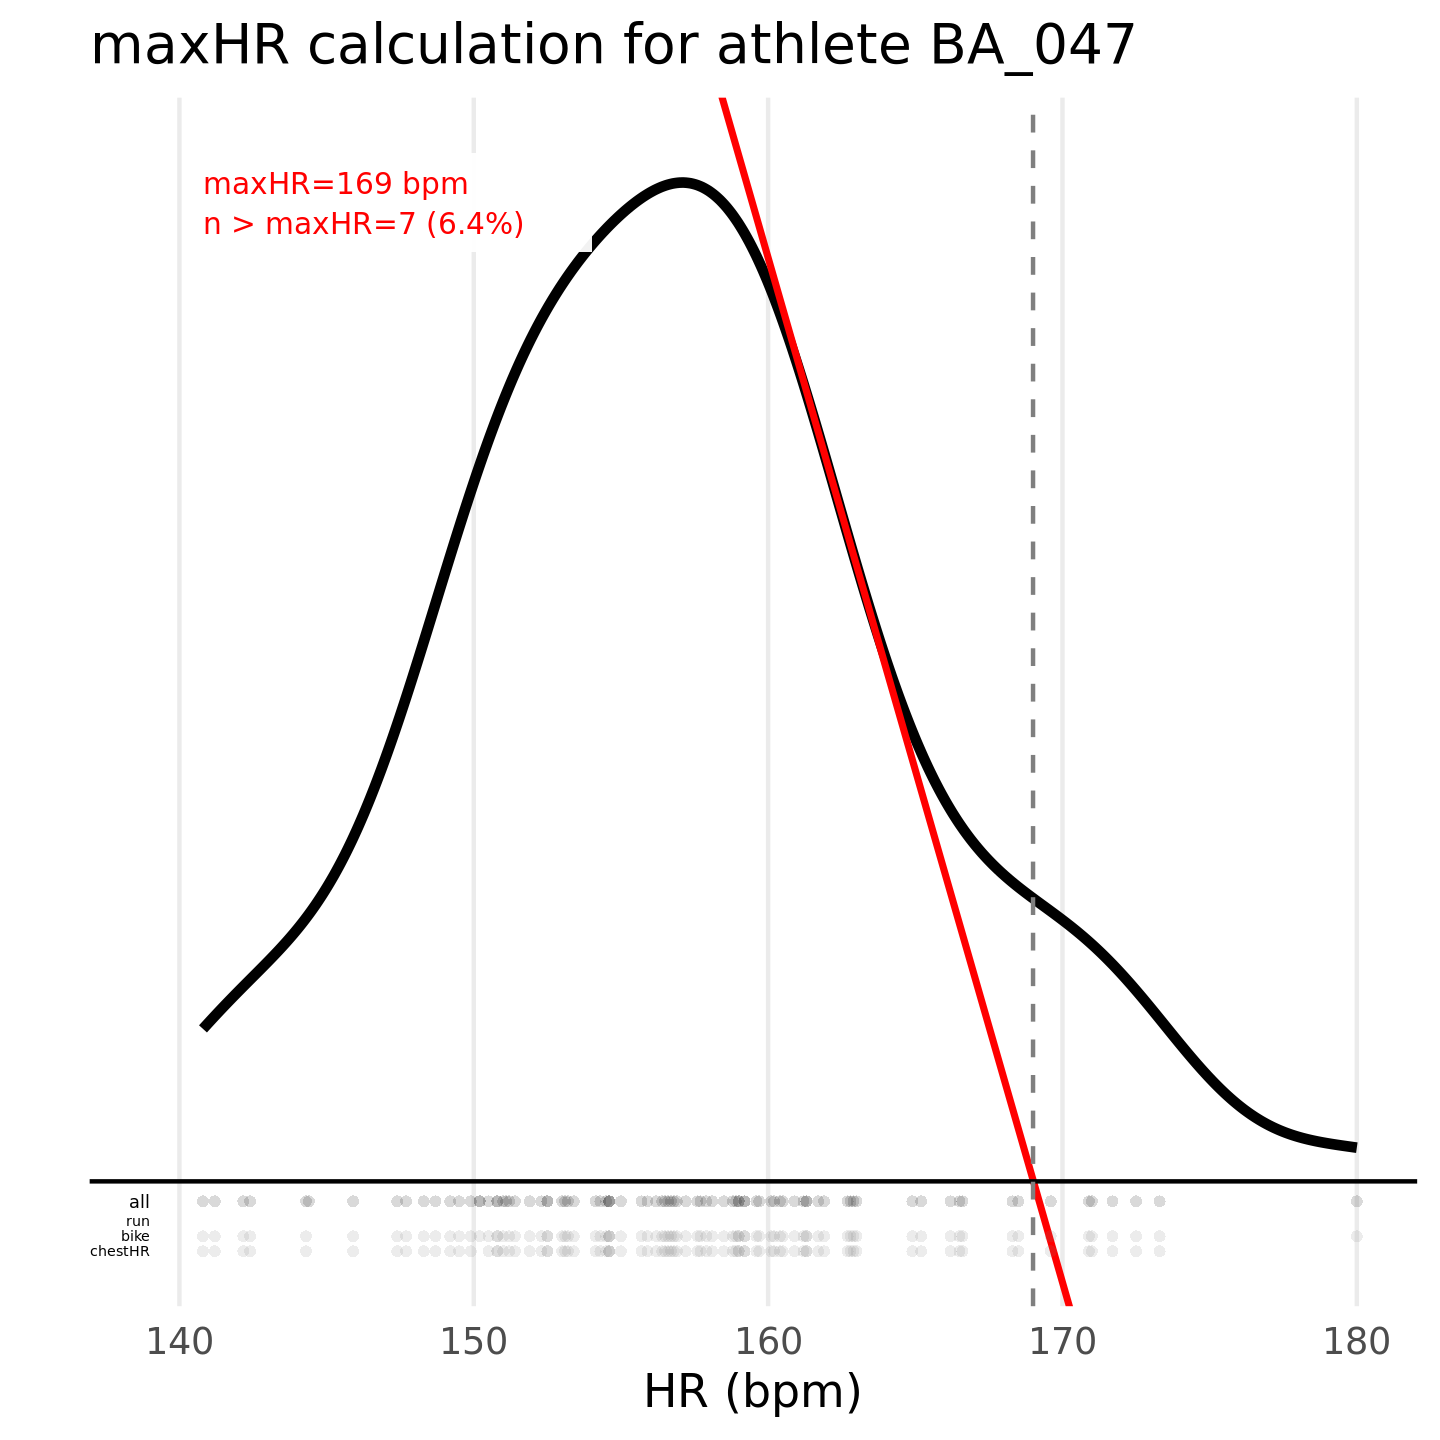 maxHR calculation for athlete BA_047
maxHR=169 bpm
n > maxHR=7 (6.4%)
all
run
bike
chestHR
140 150 160 170 180
HR (bpm)